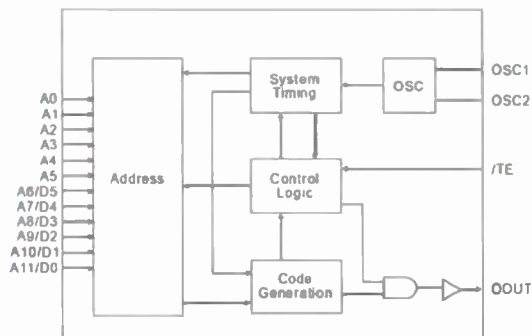 System
Timing
OSC
OSC1
OSC2
A0
A1
A2
A3
A4
A5
A6/D5
A7/D4
A8/D3
A9/D2
A10/D1
A11/D0
Address
Control
Logic
/TE
Code
Generation
DOUT